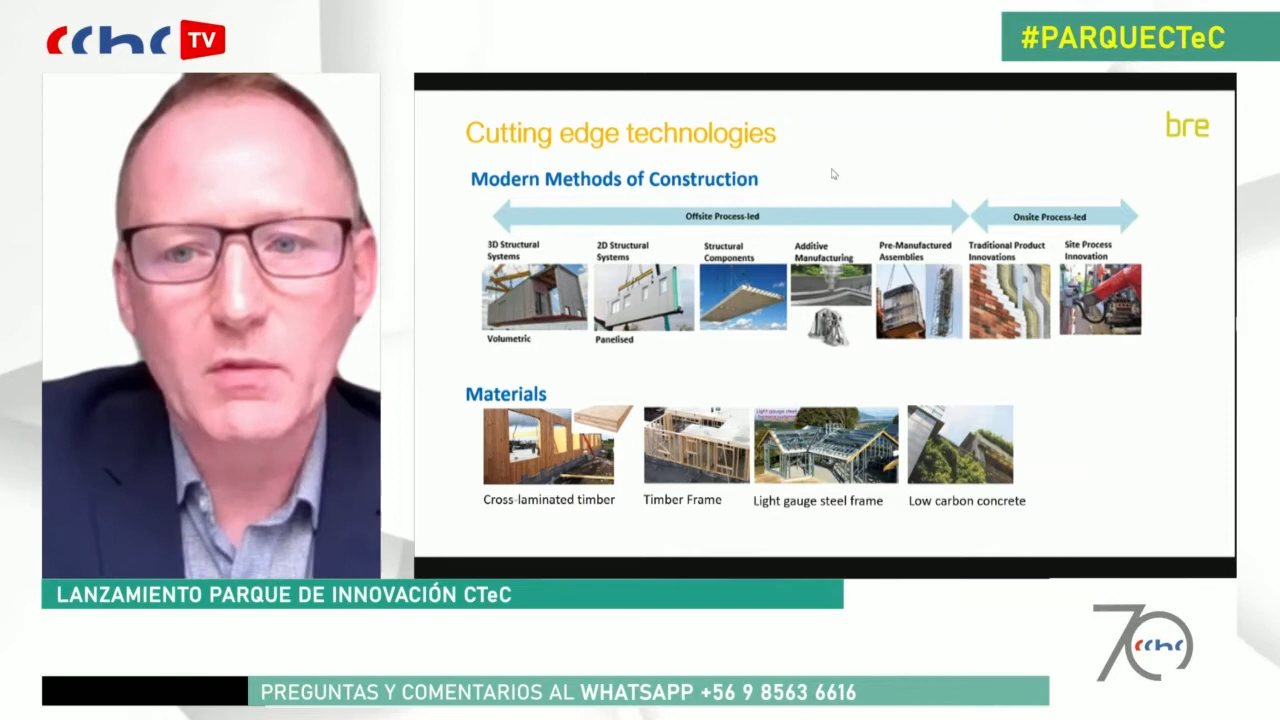 cchc TV
#PARQUECTeC
Cutting edge technologies
bre
Modern Methods of Construction
Offsite Process-led
Onsite Process-led
3D Structural
Systems
2D Structural
Systems
Structural
Components
Additive
Manufacturing
Pre-Manufactured
Assemblies
Traditional Product
Innovations
Site Process
Innovation
Volumetric
Panelised
Materials
Light gauge steel
Cross-laminated timber
Timber Frame
Light gauge steel frame
Low carbon concrete
LANZAMIENTO PARQUE DE INNOVACIÓN CTeC
70 cchc
PREGUNTAS Y COMENTARIOS AL WHATSAPP +56 9 8563 6616